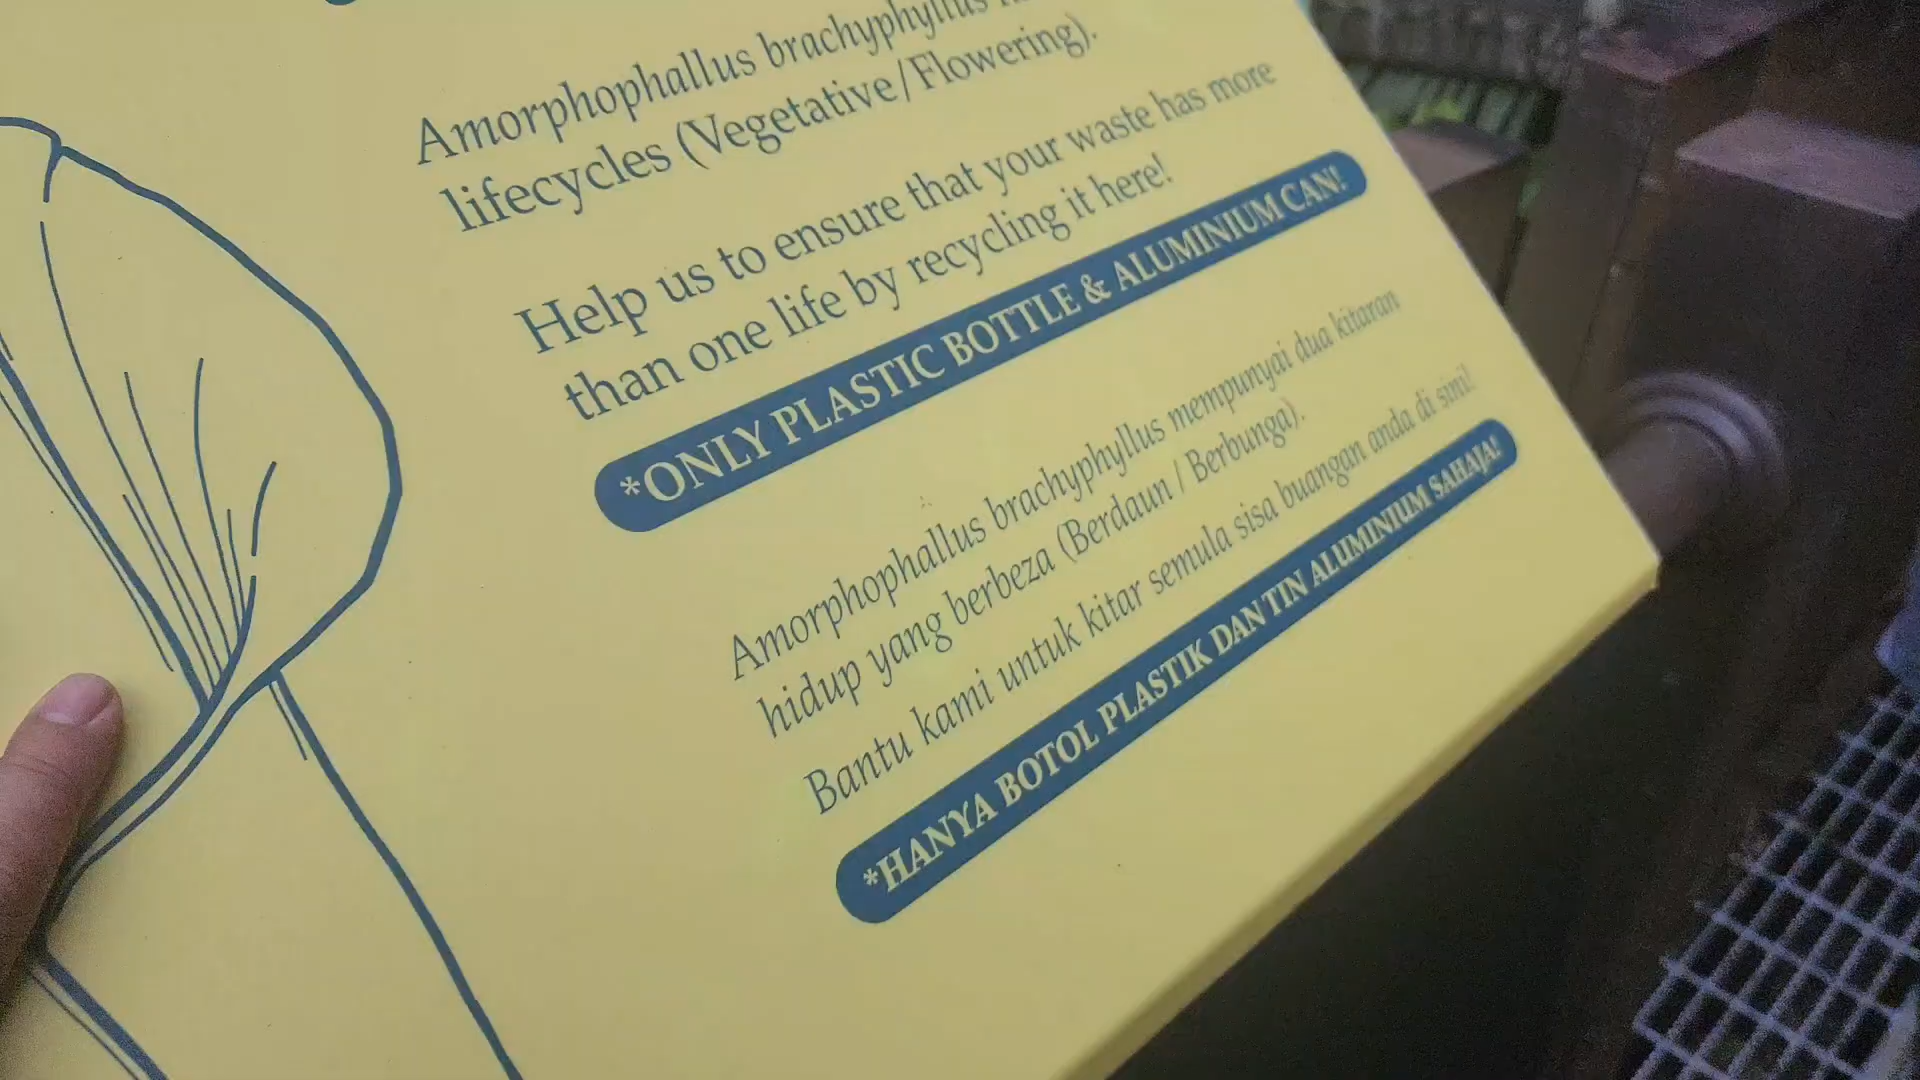 Amorphophallus brachyphyllus
lifecycles (Vegetative/Flowering).
Help us to ensure that your waste has more
than one life by recycling it here!
*ONLY PLASTIC BOTTLE & ALUMINIUM CAN!
Amorphophallus brachyphyllus mempunyai dua kitaran
hidup yang berbeza (Berdaun / Berbunga).
Bantu kami untuk kitar semula sisa buangan anda di sini!
*HANYA BOTOL PLASTIK DAN TIN ALUMINIUM SAHAJA!